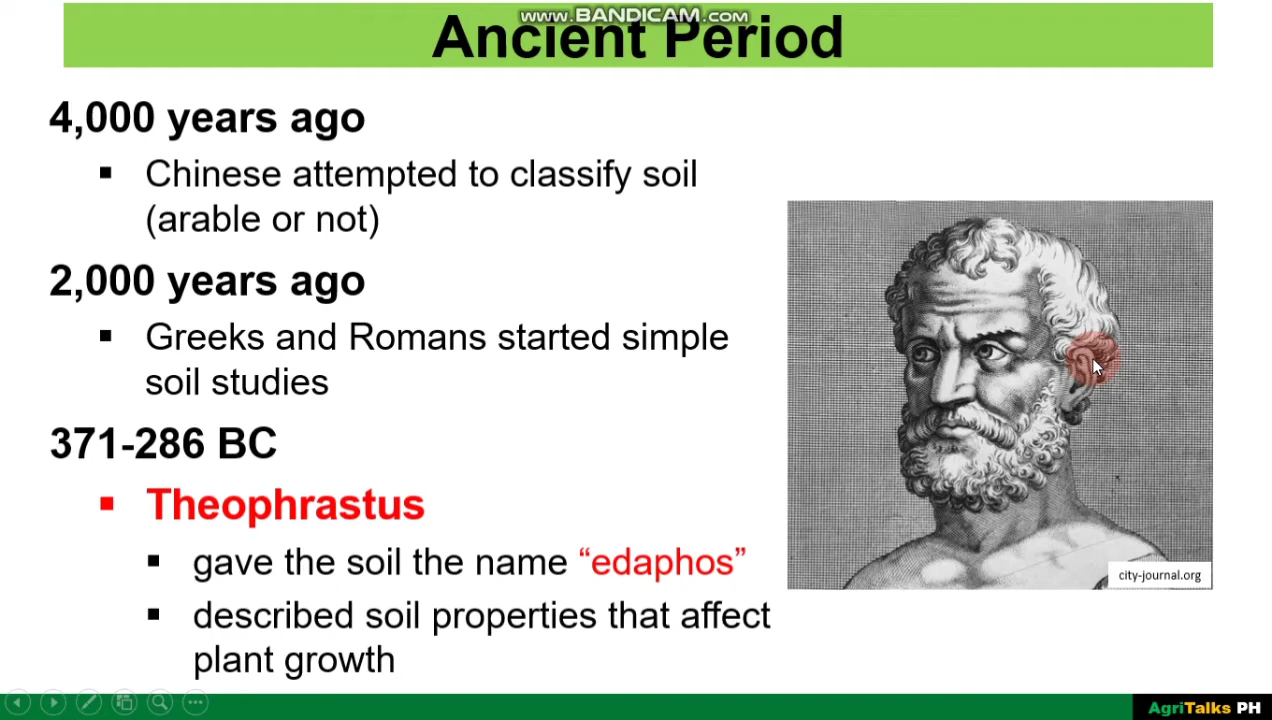 www.BANDICAM.com
Ancient Period
4,000 years ago
▪ Chinese attempted to classify soil
(arable or not)
2,000 years ago
▪ Greeks and Romans started simple
soil studies
371-286 BC
▪ Theophrastus
▪ gave the soil the name “edaphos”
▪ described soil properties that affect
plant growth
city-journal.org
AgriTalks PH